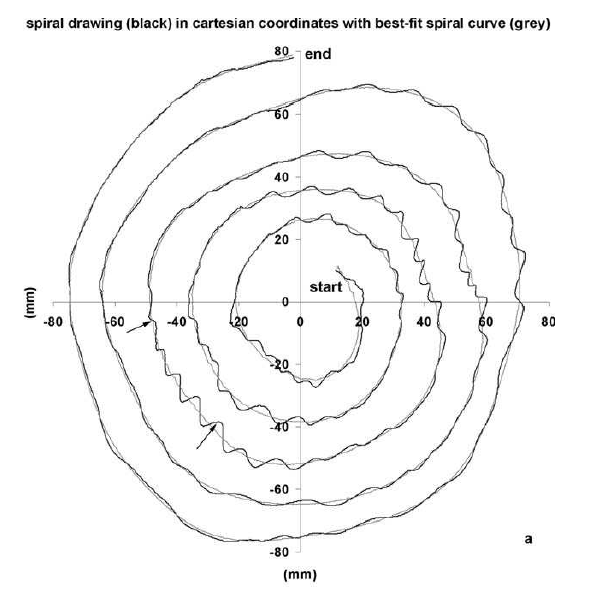 spiral drawing (black) in cartesian coordinates with best-fit spiral curve (grey)
80
end
60
40
20
start
(mm)
0
-80 -60 -40 -20 0 20 40 60 80
-20
-40
-60
-80
a
(mm)